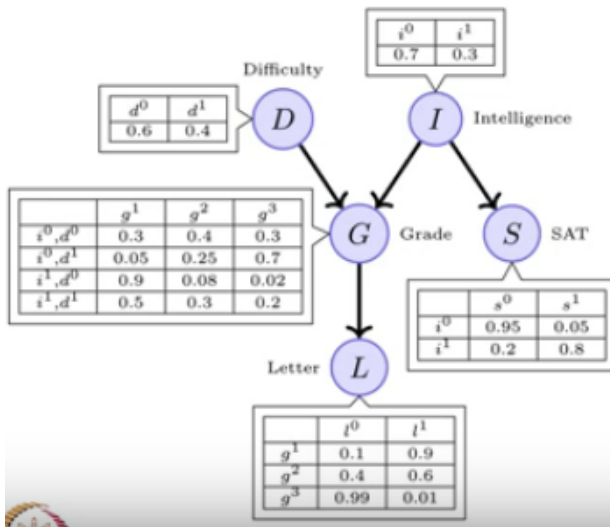 i⁰ i¹
0.7 0.3
Difficulty
d⁰ d¹
0.6 0.4
D
I
Intelligence
g¹ g² g³
i⁰,d⁰ 0.3 0.4 0.3
i⁰,d¹ 0.05 0.25 0.7
i¹,d⁰ 0.9 0.08 0.02
i¹,d¹ 0.5 0.3 0.2
G Grade
S SAT
s⁰ s¹
i⁰ 0.95 0.05
i¹ 0.2 0.8
Letter L
l⁰ l¹
g¹ 0.1 0.9
g² 0.4 0.6
g³ 0.99 0.01